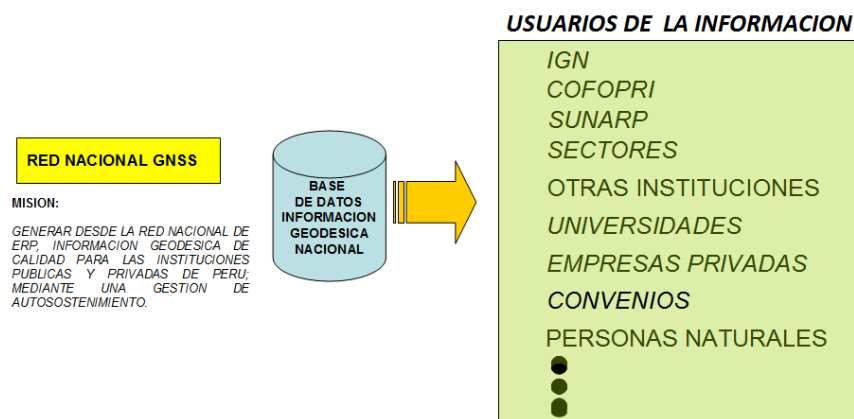 USUARIOS DE LA INFORMACION
RED NACIONAL GNSS
MISION:
GENERAR DESDE LA RED NACIONAL DE
ERP, INFORMACION GEODESICA DE
CALIDAD PARA LAS INSTITUCIONES
PUBLICAS Y PRIVADAS DE PERU;
MEDIANTE UNA GESTION DE
AUTOSOSTENIMIENTO.
BASE
DE DATOS
INFORMACION
GEODESICA
NACIONAL
IGN
COFOPRI
SUNARP
SECTORES
OTRAS INSTITUCIONES
UNIVERSIDADES
EMPRESAS PRIVADAS
CONVENIOS
PERSONAS NATURALES